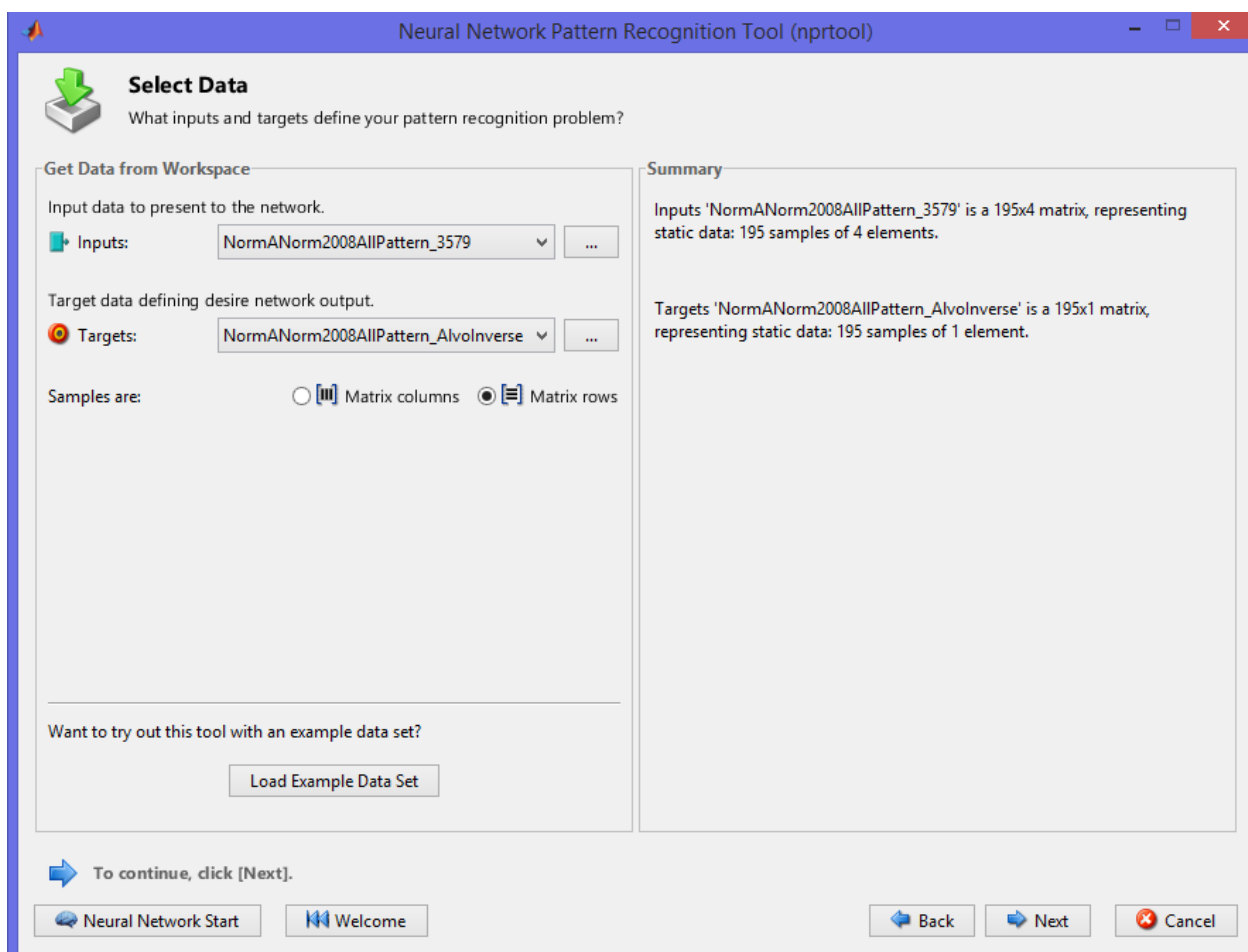 Neural Network Pattern Recognition Tool (nprtool)
Select Data
What inputs and targets define your pattern recognition problem?
Get Data from Workspace
Input data to present to the network.
Inputs: NormANorm2008AllPattern_3579 ...
Target data defining desire network output.
Targets: NormANorm2008AllPattern_AlvoInverse ...
Samples are: Matrix columns Matrix rows
Want to try out this tool with an example data set?
Load Example Data Set
Summary
Inputs 'NormANorm2008AllPattern_3579' is a 195x4 matrix, representing
static data: 195 samples of 4 elements.
Targets 'NormANorm2008AllPattern_AlvoInverse' is a 195x1 matrix,
representing static data: 195 samples of 1 element.
To continue, click [Next].
Neural Network Start Welcome Back Next Cancel